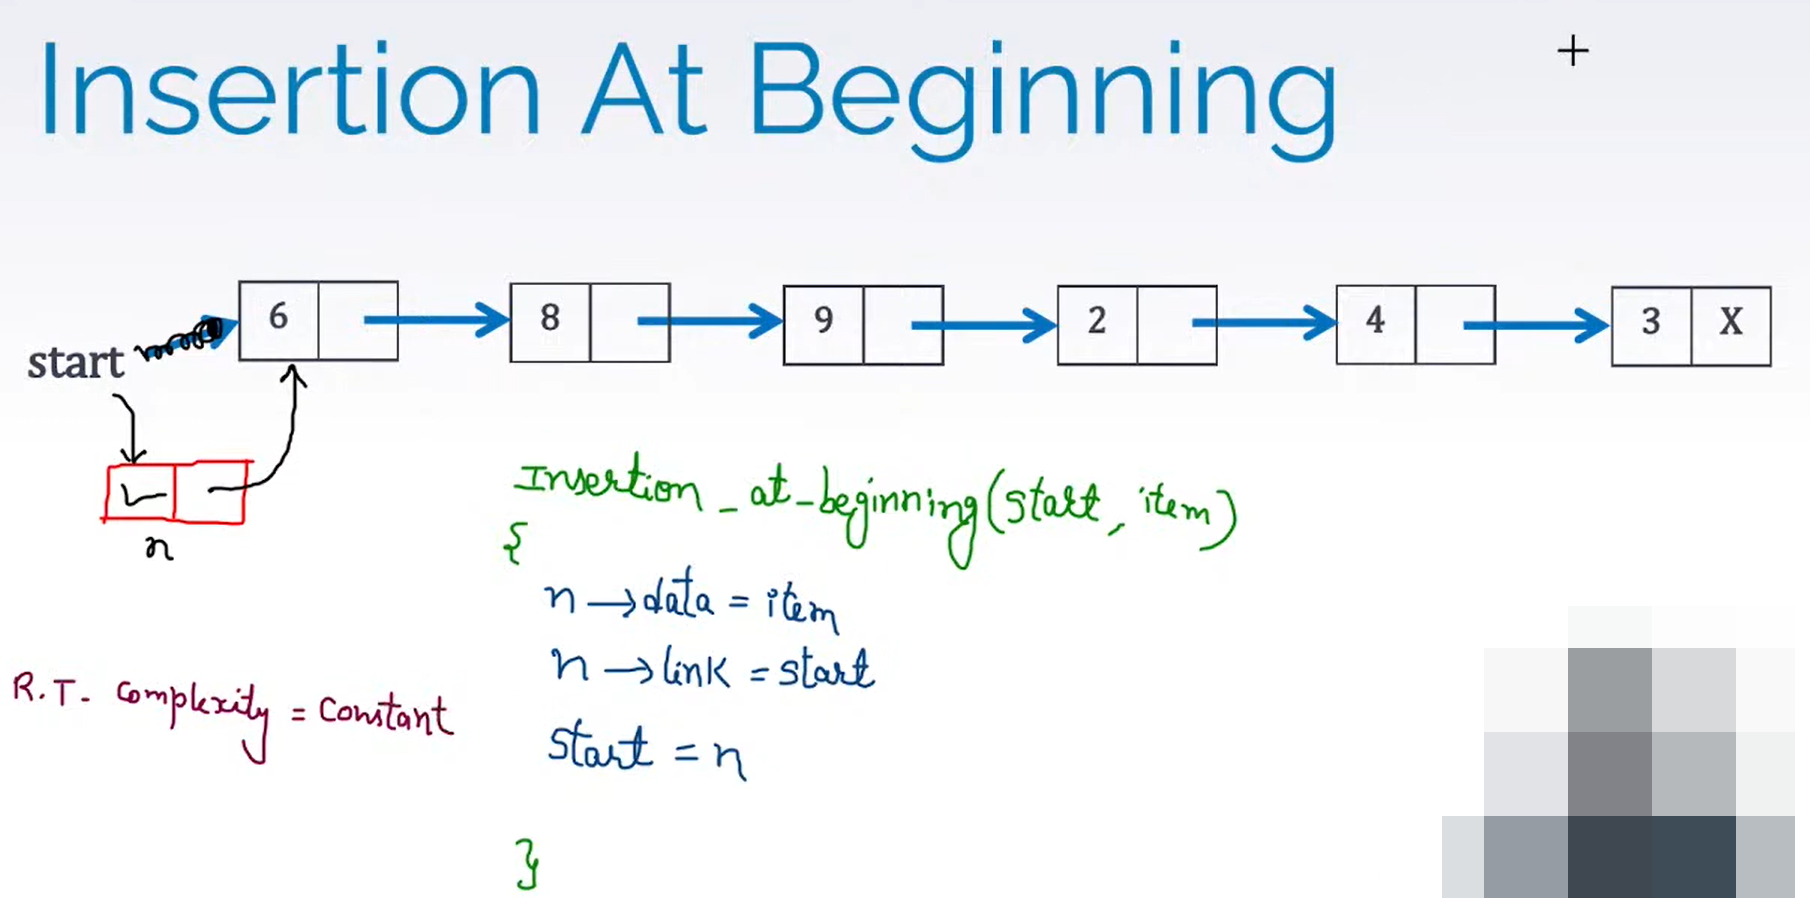 Insertion At Beginning
start
6
8
9
2
4
3 X
n
Insertion_at_beginning(start, item)
{
n→data = item
n→link = start
start = n
}
R.T. Complexity = Constant